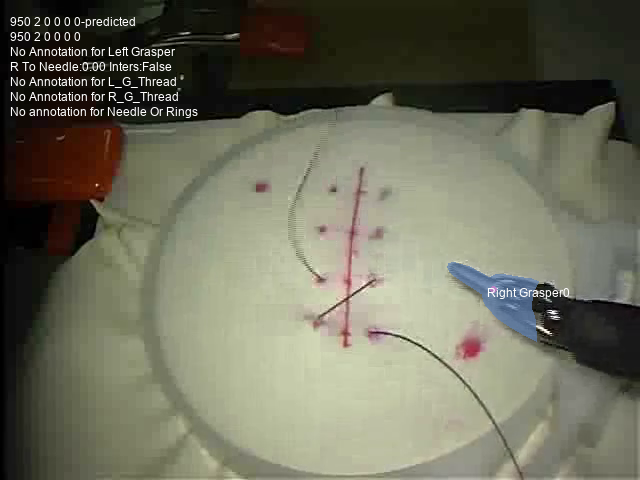 950 2 0 0 0 0-predicted
950 2 0 0 0 0
No Annotation for Left Grasper
R To Needle:0.00 Inters:False
No Annotation for L_G_Thread
No Annotation for R_G_Thread
No annotation for Needle Or Rings
Right Grasper0